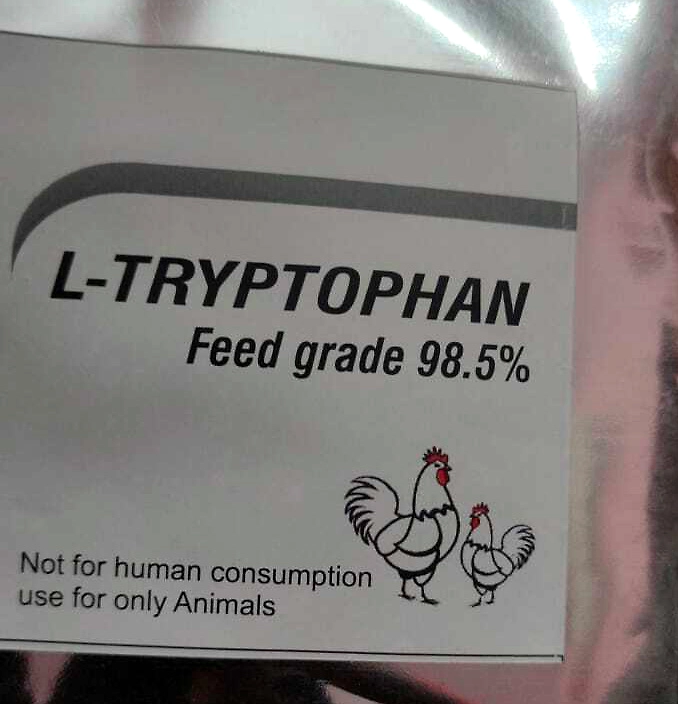 L-TRYPTOPHAN
Feed grade 98.5%
Not for human consumption
use for only Animals